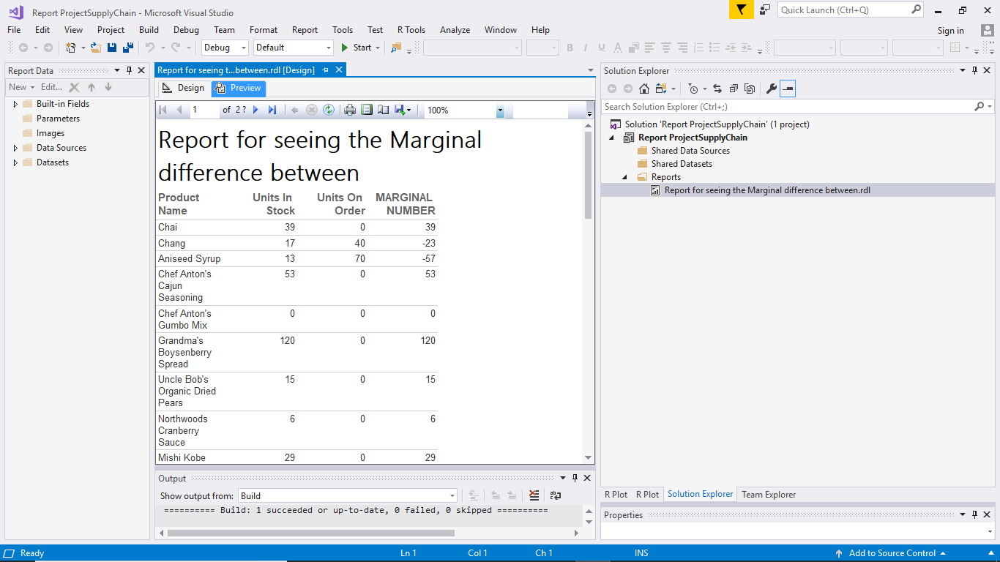 Report ProjectSupplyChain - Microsoft Visual Studio
Quick Launch (Ctrl+Q)
File Edit View Project Build Debug Team Format Report Tools Test R Tools Analyze Window Help
Sign in
Debug Default Start
Report Data
New Edit...
Built-in Fields
Parameters
Images
Data Sources
Datasets
Report for seeing t...between.rdl [Design]
Design Preview
1 of 2 ? 100%
Report for seeing the Marginal
difference between
Product Name Units In Stock Units On Order MARGINAL NUMBER
Chai 39 0 39
Chang 17 40 -23
Aniseed Syrup 13 70 -57
Chef Anton's 53 0 53
Cajun
Seasoning
Chef Anton's 0 0 0
Gumbo Mix
Grandma's 120 0 120
Boysenberry
Spread
Uncle Bob's 15 0 15
Organic Dried
Pears
Northwoods 6 0 6
Cranberry
Sauce
Mishi Kobe 29 0 29
Output
Show output from: Build
========== Build: 1 succeeded or up-to-date, 0 failed, 0 skipped ==========
Solution Explorer
Search Solution Explorer (Ctrl+;)
Solution 'Report ProjectSupplyChain' (1 project)
Report ProjectSupplyChain
Shared Data Sources
Shared Datasets
Reports
Report for seeing the Marginal difference between.rdl
R Plot R Plot Solution Explorer Team Explorer
Properties
Ready Ln 1 Col 1 Ch 1 INS Add to Source Control